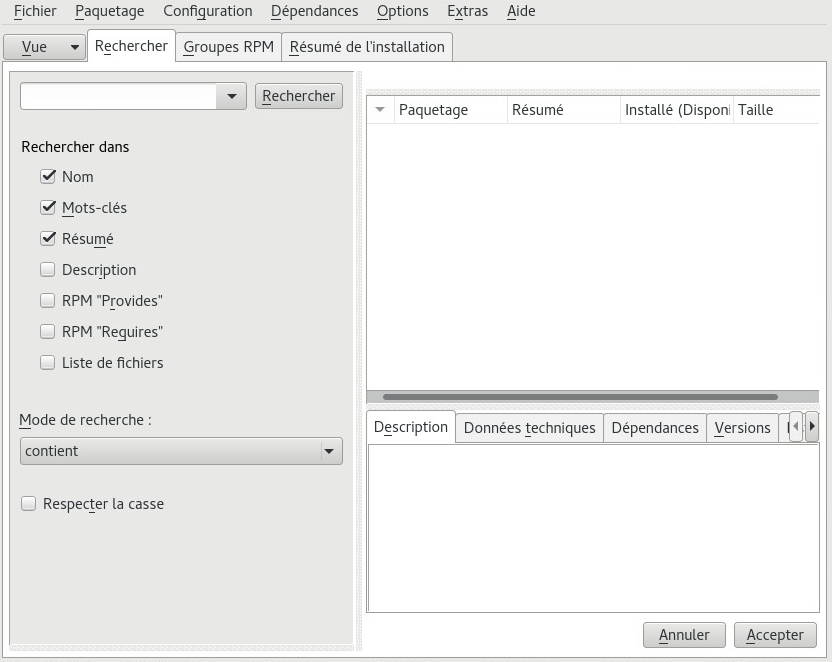 Fichier Paquetage Configuration Dépendances Options Extras Aide
Vue Rechercher Groupes RPM Résumé de l'installation
Rechercher
Rechercher dans
Nom
Mots-clés
Résumé
Description
RPM "Provides"
RPM "Requires"
Liste de fichiers
Mode de recherche :
contient
Respecter la casse
Paquetage Résumé Installé (Disponi Taille
Description Données techniques Dépendances Versions
Annuler Accepter